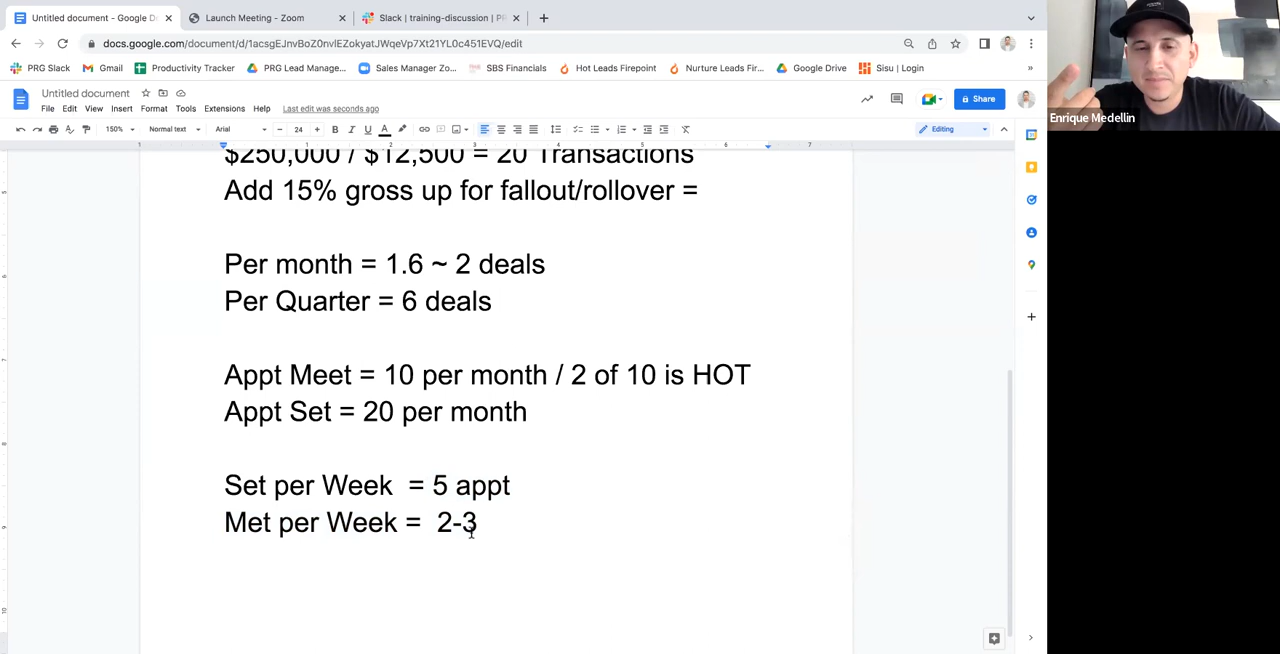 Untitled document - Google D
Launch Meeting - Zoom
Slack | training-discussion | PR
docs.google.com/document/d/1acsgEJnvBoZ0nvlEZokyatJWqeVp7Xt21YL0c451EVQ/edit
PRG Slack
Gmail
Productivity Tracker
PRG Lead Manage...
Sales Manager Zo...
SBS Financials
Hot Leads Firepoint
Nurture Leads Fir...
Google Drive
Sisu | Login
Untitled document
File Edit View Insert Format Tools Extensions Help Last edit was seconds ago
Share
150% Normal text Arial 24 Editing
$250,000 / $12,500 = 20 Transactions
Add 15% gross up for fallout/rollover =
Per month = 1.6 ~ 2 deals
Per Quarter = 6 deals
Appt Meet = 10 per month / 2 of 10 is HOT
Appt Set = 20 per month
Set per Week = 5 appt
Met per Week = 2-3
Enrique Medellin